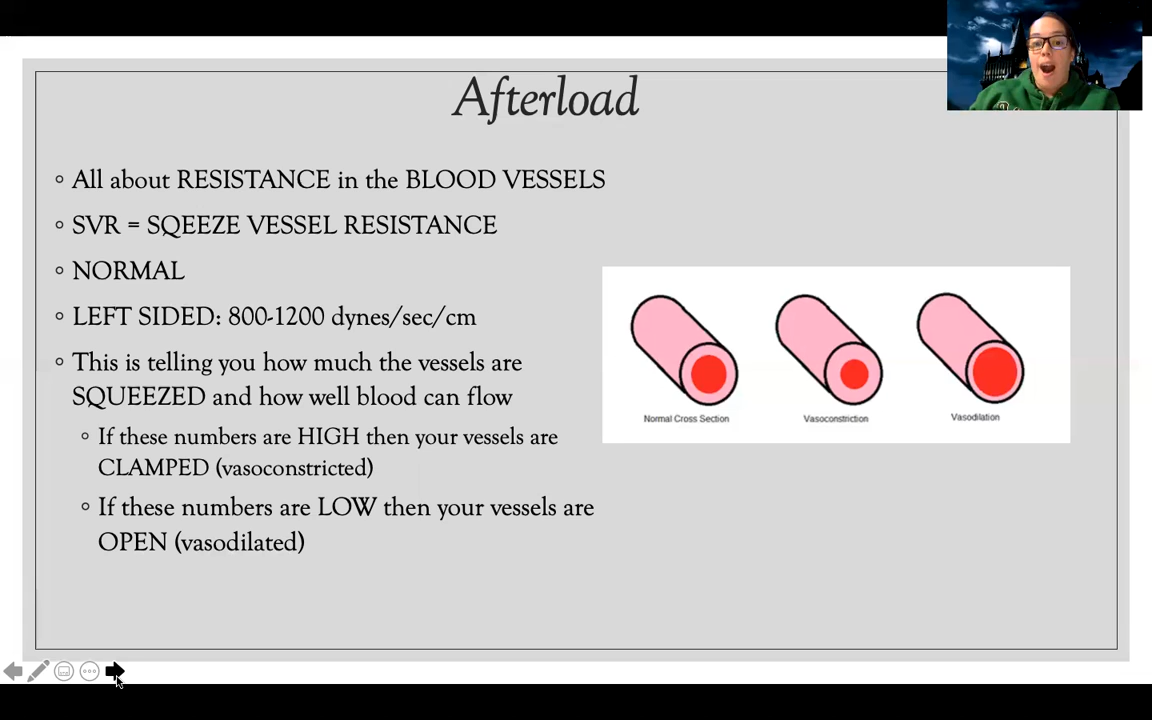 Afterload
All about RESISTANCE in the BLOOD VESSELS
SVR = SQEEZE VESSEL RESISTANCE
NORMAL
LEFT SIDED: 800-1200 dynes/sec/cm
This is telling you how much the vessels are
SQUEEZED and how well blood can flow
If these numbers are HIGH then your vessels are
CLAMPED (vasoconstricted)
If these numbers are LOW then your vessels are
OPEN (vasodilated)
Normal Cross Section
Vasoconstriction
Vasodilation